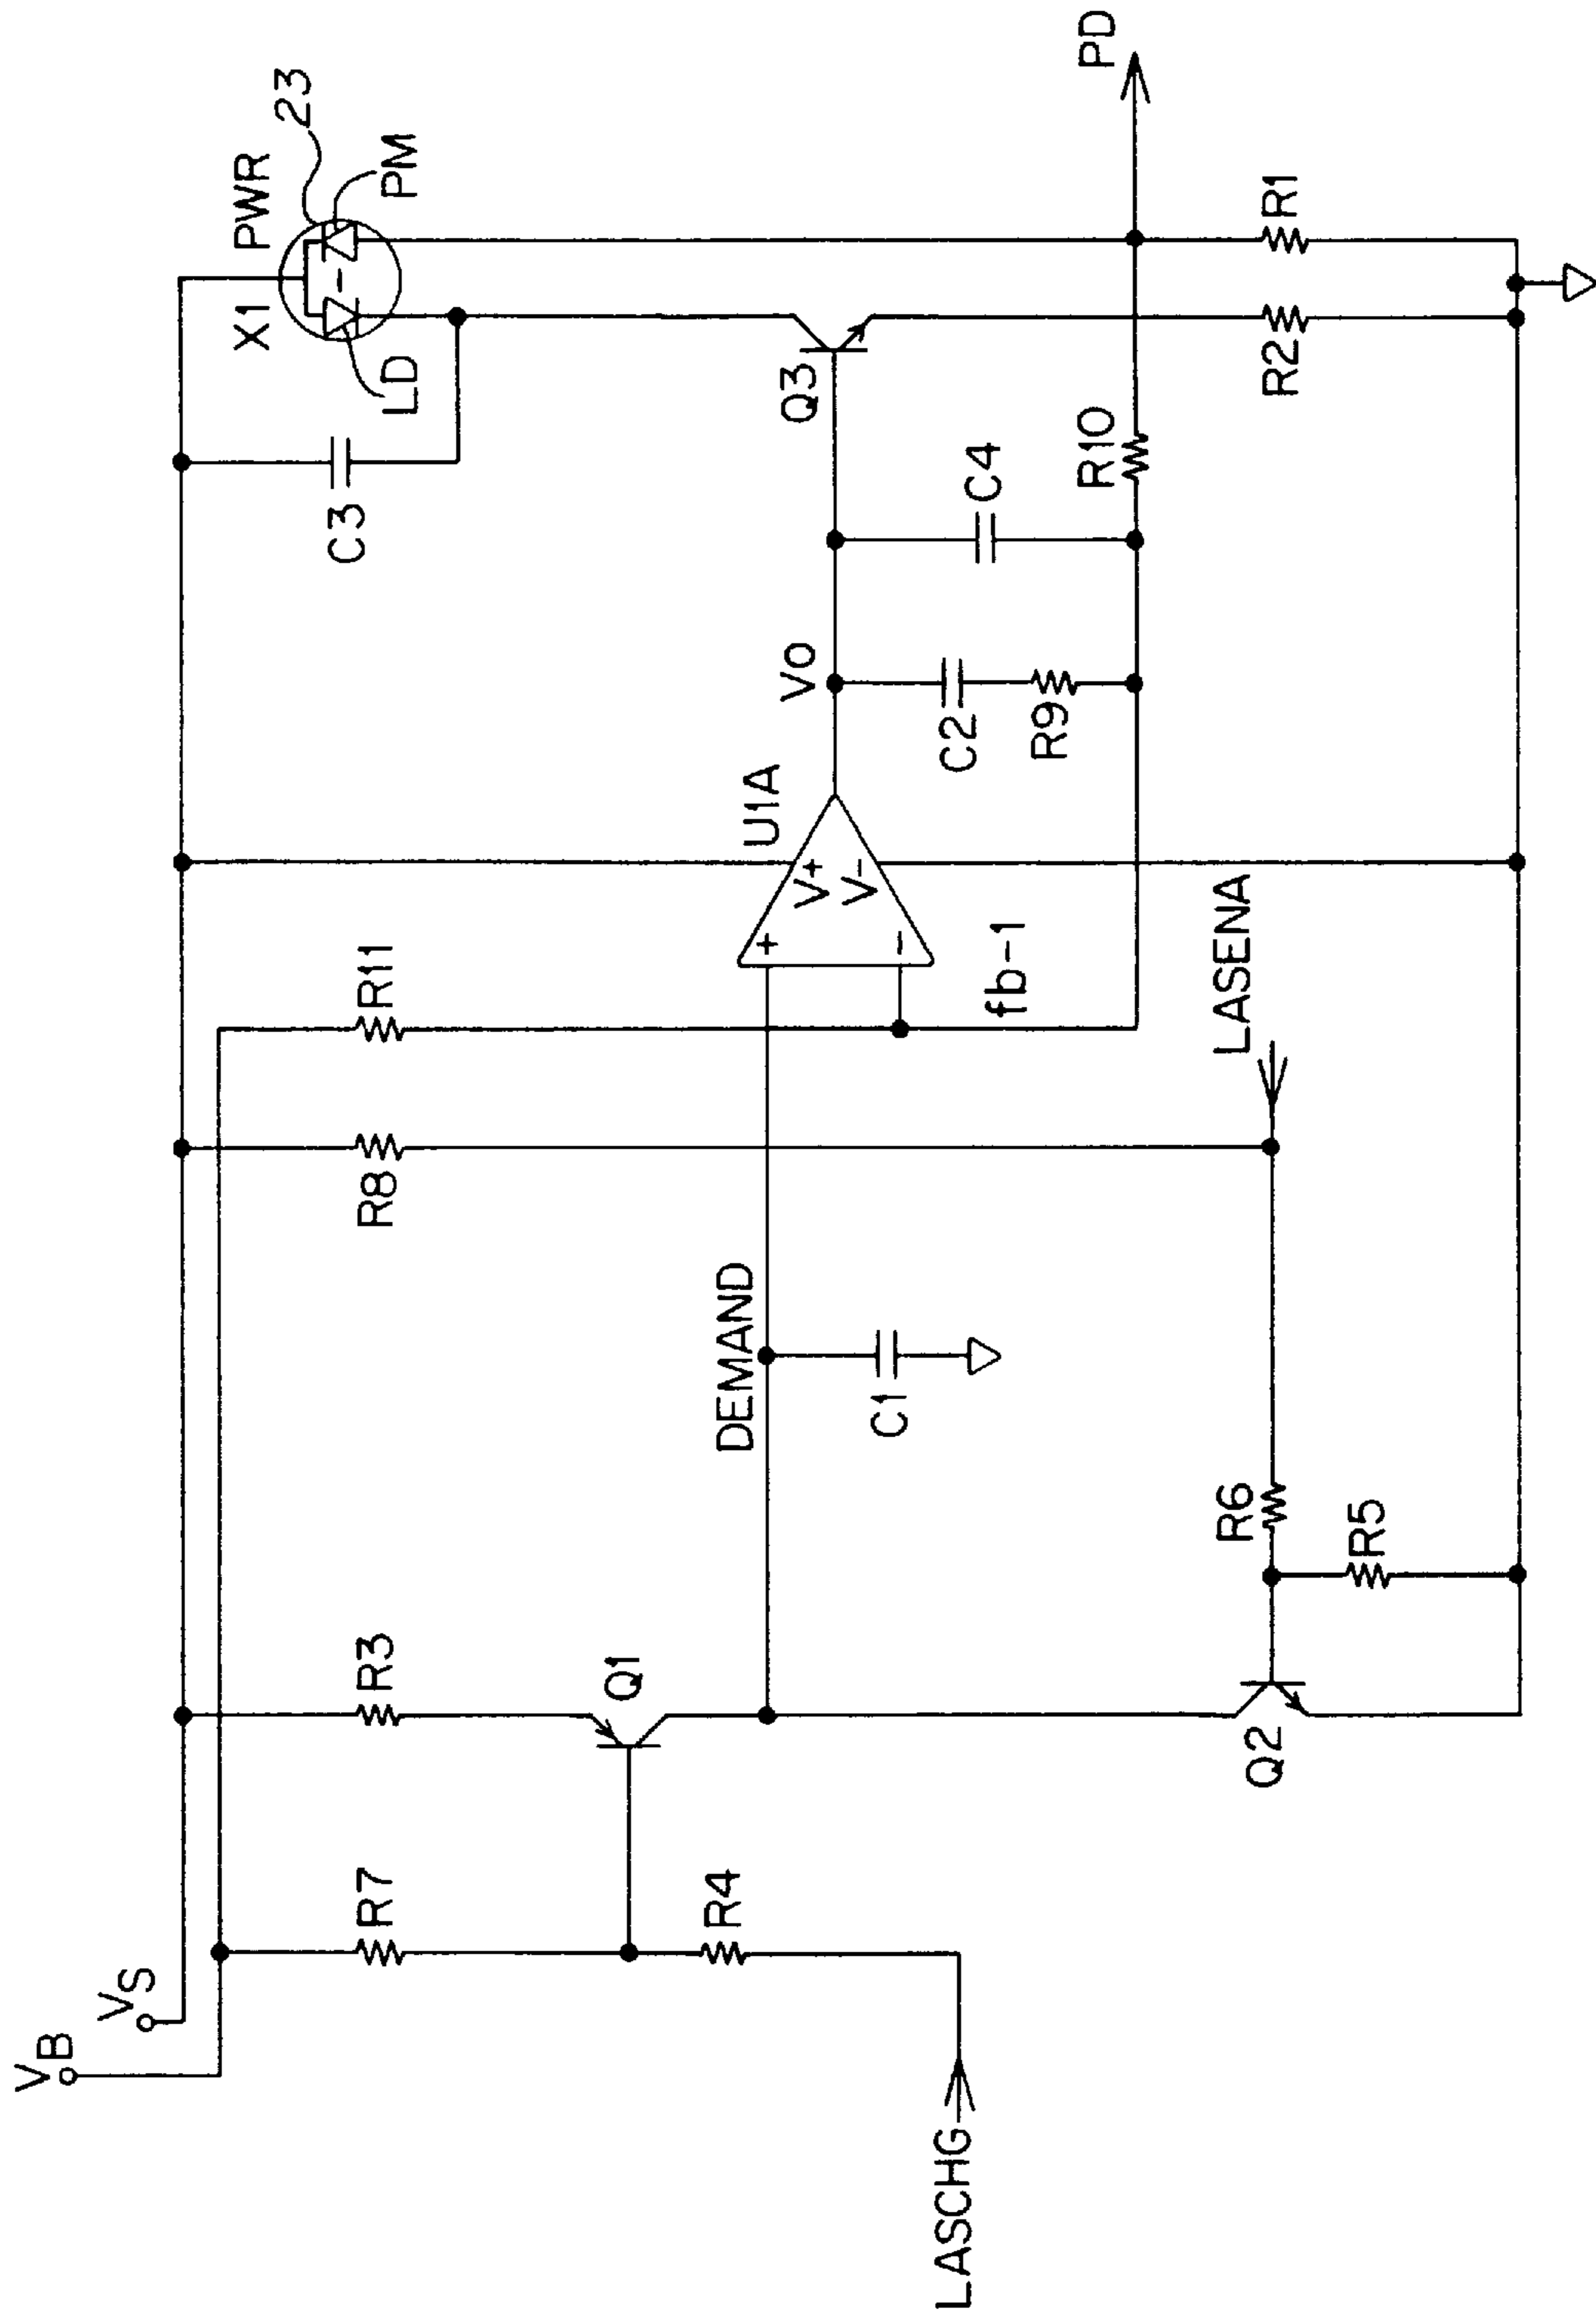 VB
VS
R7
R4
LASCHG
R3
Q1
Q2
R6
R5
DEMAND
C1
R8
R11
LASENA
fb-1
+
-
V+
V-
U1A
Vo
C2
R9
C4
R10
C3
Q3
X1
PWR
23
LD
PM
PD
R2
R1